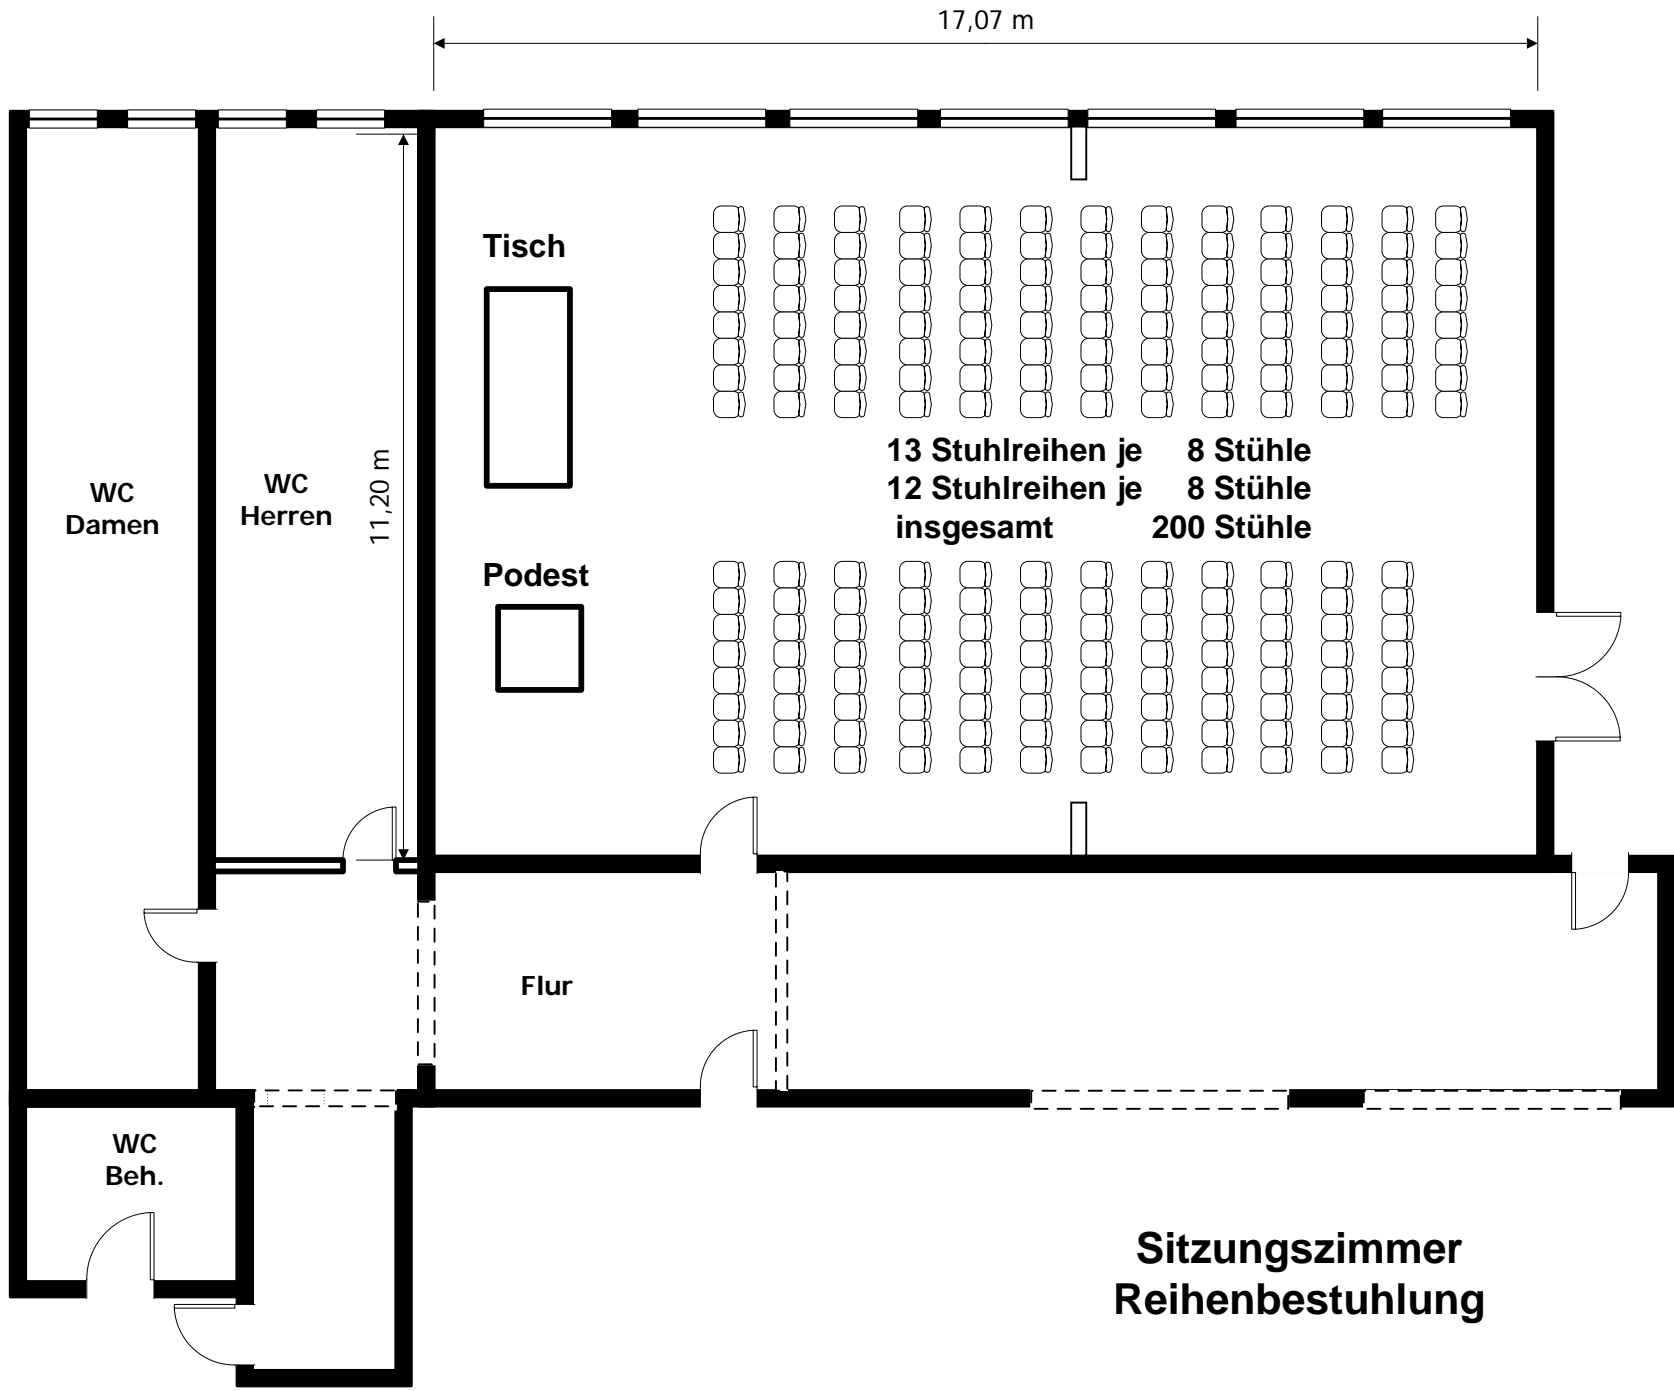 17,07 m
Tisch
13 Stuhlreihen je 8 Stühle
12 Stuhlreihen je 8 Stühle
insgesamt 200 Stühle
11,20 m
WC
Herren
WC
Damen
Podest
Flur
WC
Beh.
Sitzungszimmer
Reihenbestuhlung